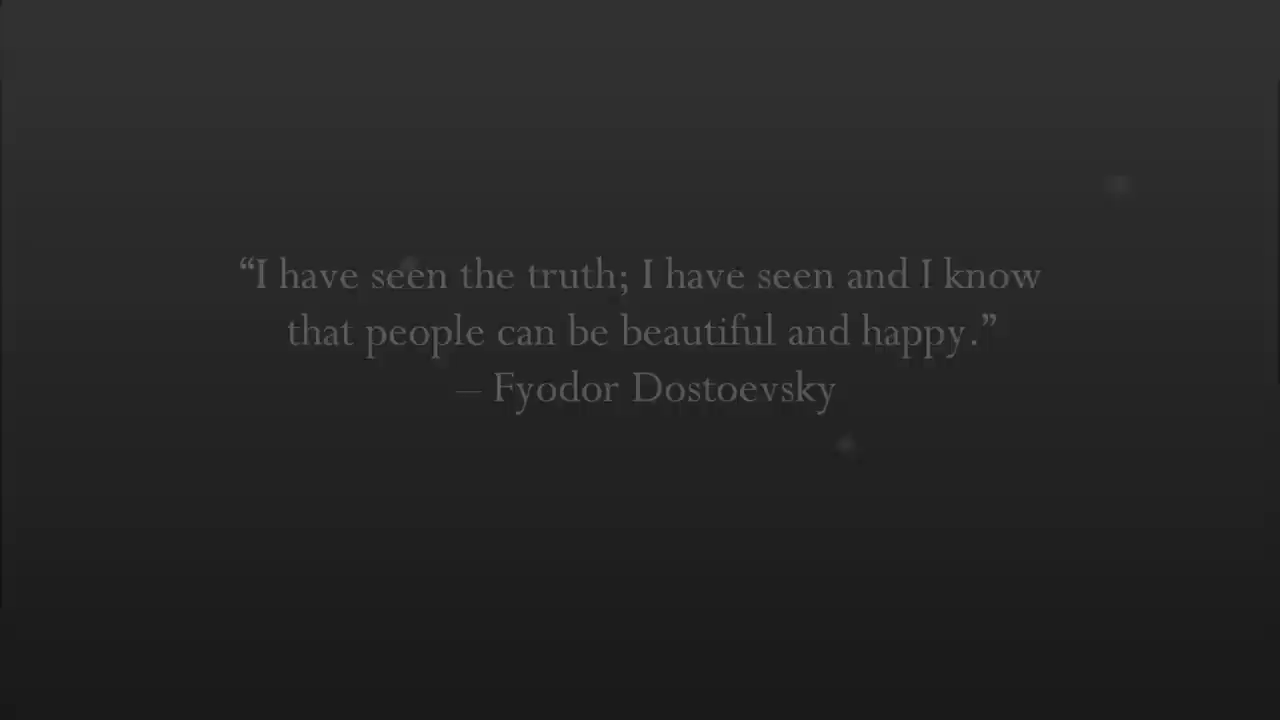 “I have seen the truth; I have seen and I know
that people can be beautiful and happy.”
– Fyodor Dostoevsky